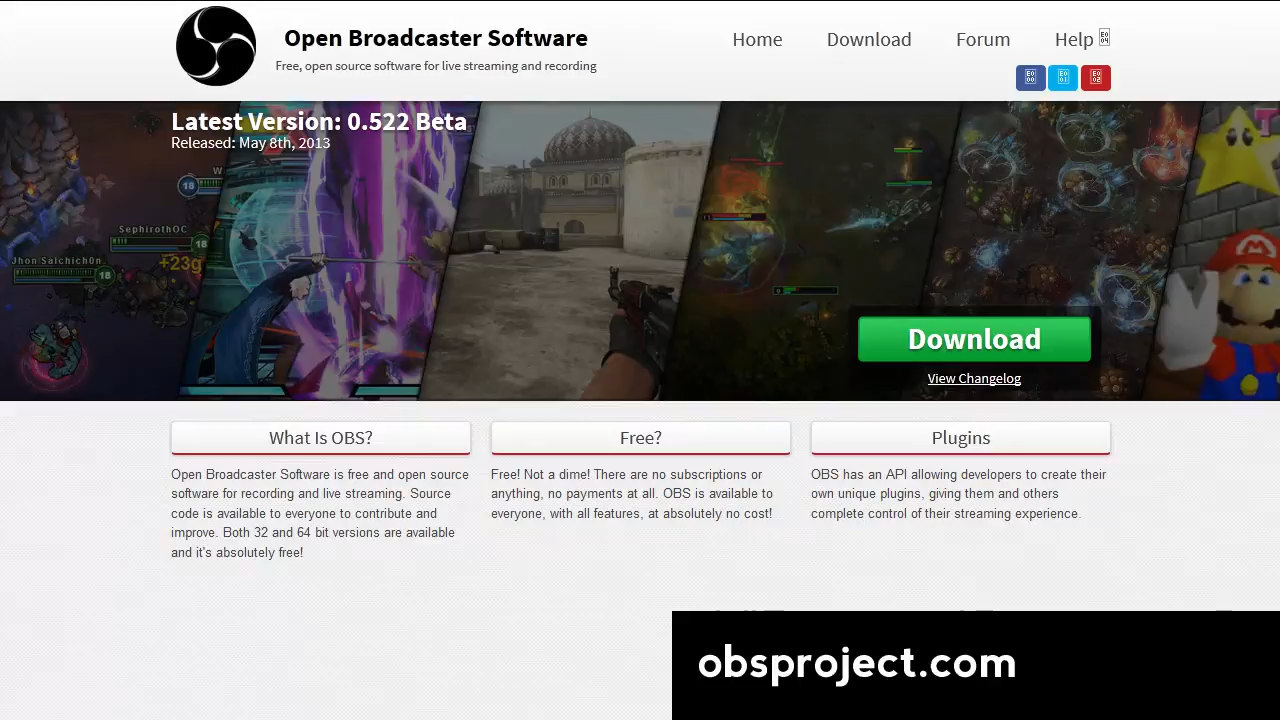 Open Broadcaster Software
Free, open source software for live streaming and recording
Home
Download
Forum
Help
Latest Version: 0.522 Beta
Released: May 8th, 2013
W
18
SephirothOC
18
+23g
Jhon Salchich0n
18
Download
View Changelog
What Is OBS?
Open Broadcaster Software is free and open source
software for recording and live streaming. Source
code is available to everyone to contribute and
improve. Both 32 and 64 bit versions are available
and it's absolutely free!
Free?
Free! Not a dime! There are no subscriptions or
anything, no payments at all. OBS is available to
everyone, with all features, at absolutely no cost!
Plugins
OBS has an API allowing developers to create their
own unique plugins, giving them and others
complete control of their streaming experience.
obsproject.com